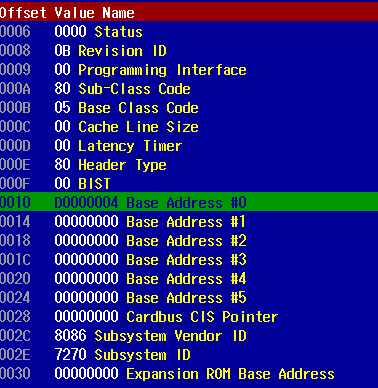 Offset Value Name
0006 0000 Status
0008 0B Revision ID
0009 00 Programming Interface
000A 80 Sub-Class Code
000B 05 Base Class Code
000C 00 Cache Line Size
000D 00 Latency Timer
000E 80 Header Type
000F 00 BIST
0010 D0000004 Base Address #0
0014 00000000 Base Address #1
0018 00000000 Base Address #2
001C 00000000 Base Address #3
0020 00000000 Base Address #4
0024 00000000 Base Address #5
0028 00000000 Cardbus CIS Pointer
002C 8086 Subsystem Vendor ID
002E 7270 Subsystem ID
0030 00000000 Expansion ROM Base Address